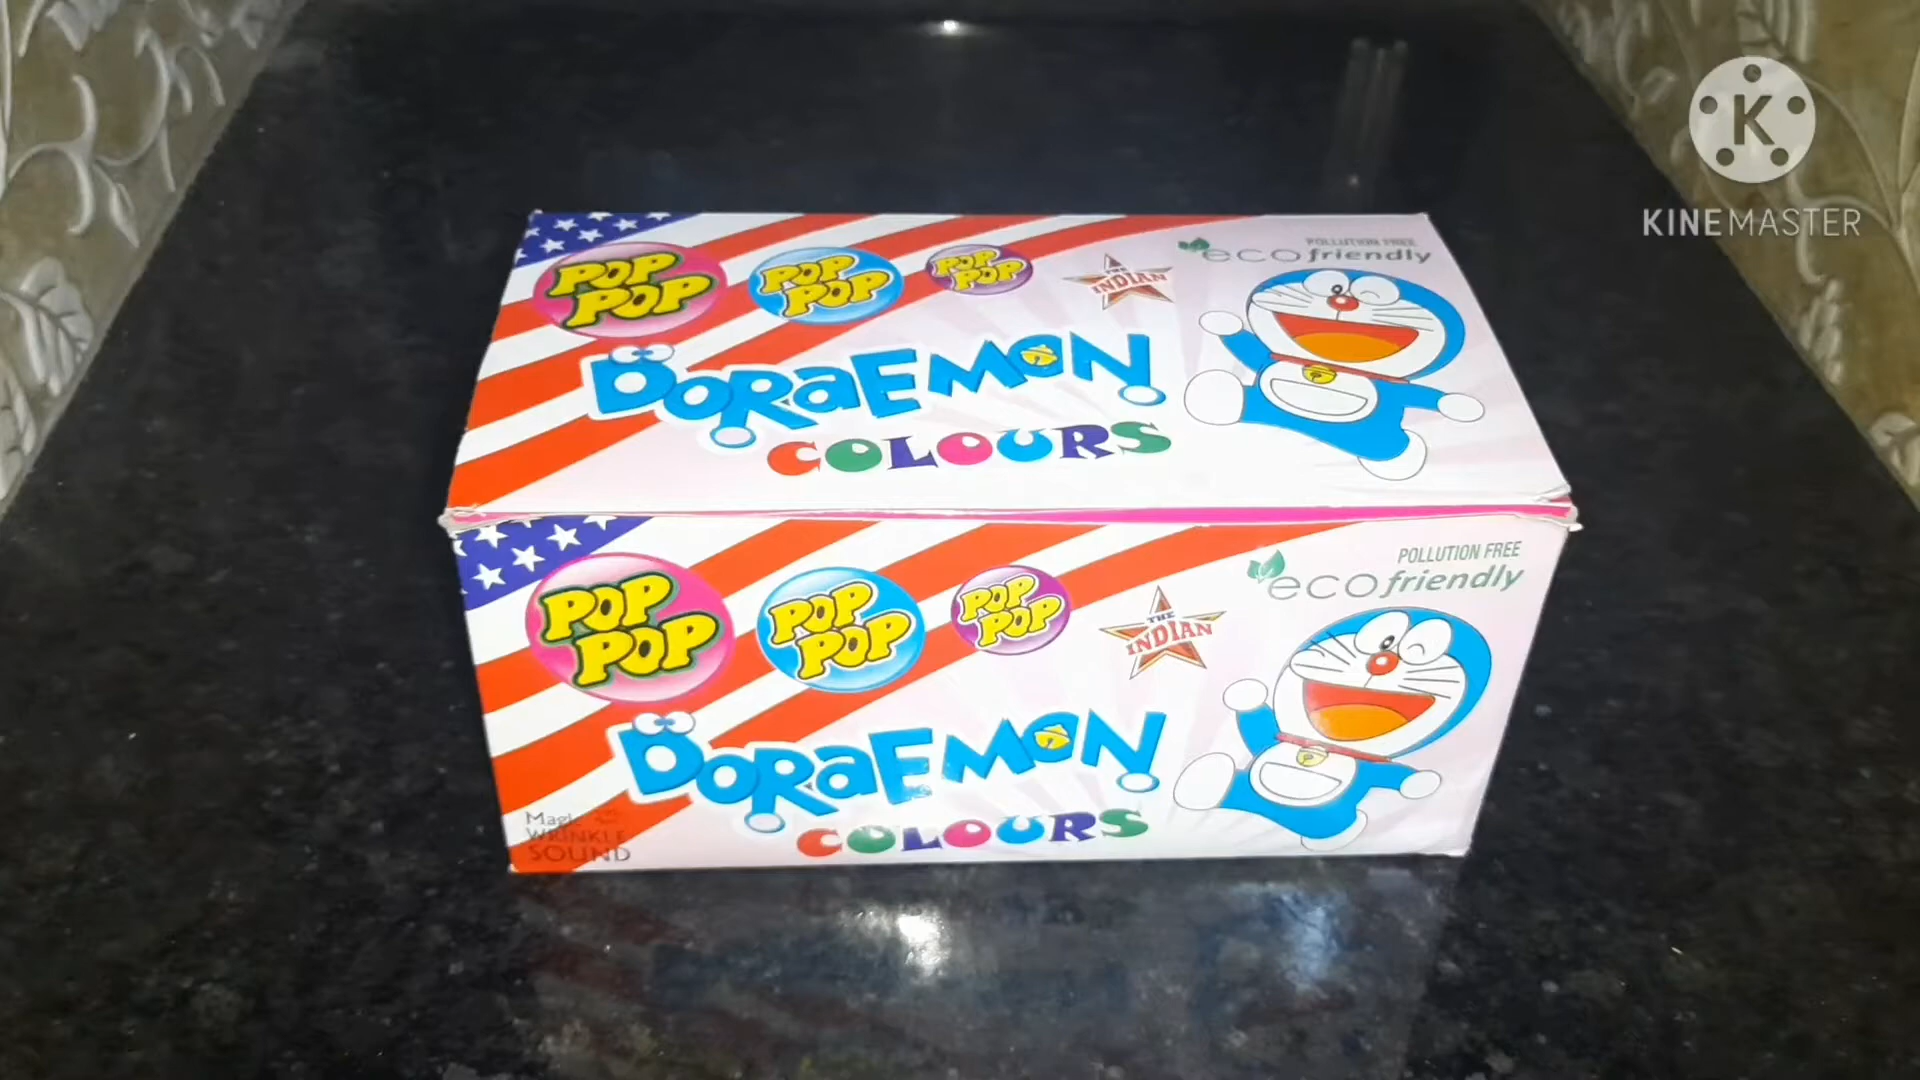 K
KINEMASTER
POP POP
POP POP
POP POP
THE INDIAN
POLLUTION FREE
eco friendly
DORAEMON
COLOURS
POP POP
POP POP
POP POP
THE INDIAN
POLLUTION FREE
eco friendly
DORAEMON
COLOURS
Magic
WRINKLE
SOUND